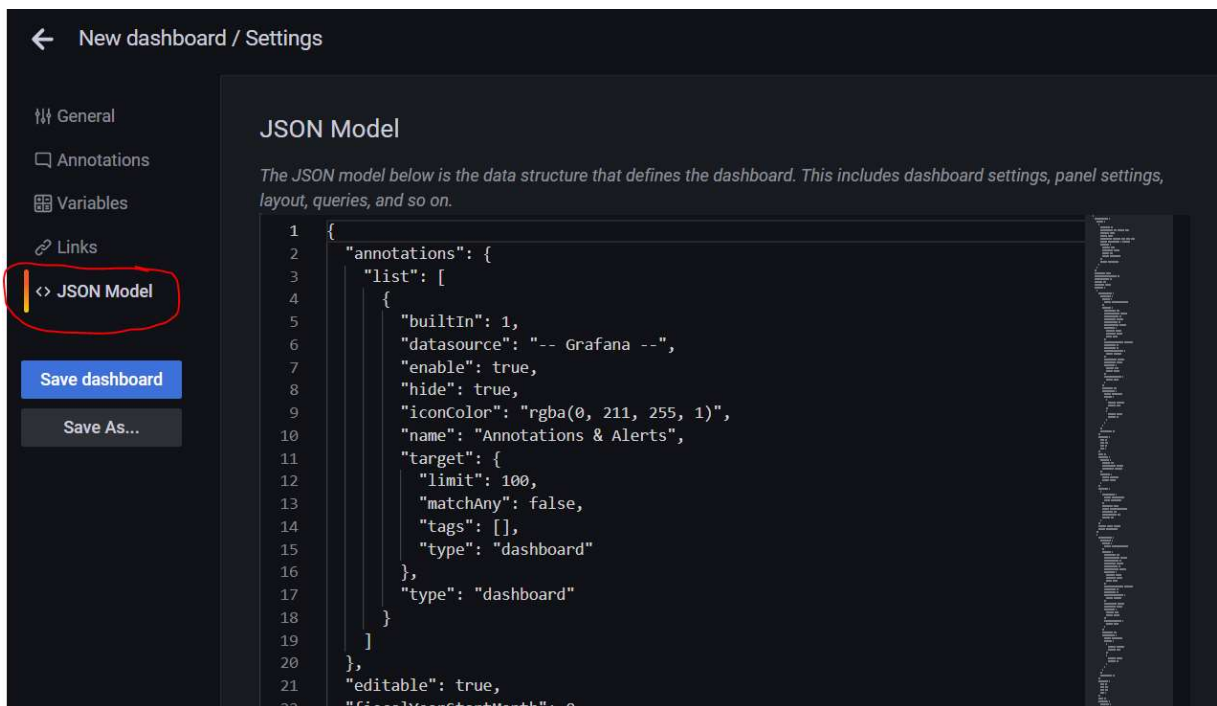 New dashboard / Settings
General
Annotations
Variables
Links
<> JSON Model
Save dashboard
Save As...
JSON Model
The JSON model below is the data structure that defines the dashboard. This includes dashboard settings, panel settings,
layout, queries, and so on.
1 {
2 "annotations": {
3 "list": [
4 {
5 "builtIn": 1,
6 "datasource": "-- Grafana --",
7 "enable": true,
8 "hide": true,
9 "iconColor": "rgba(0, 211, 255, 1)",
10 "name": "Annotations & Alerts",
11 "target": {
12 "limit": 100,
13 "matchAny": false,
14 "tags": [],
15 "type": "dashboard"
16 },
17 "type": "dashboard"
18 }
19 ]
20 },
21 "editable": true,